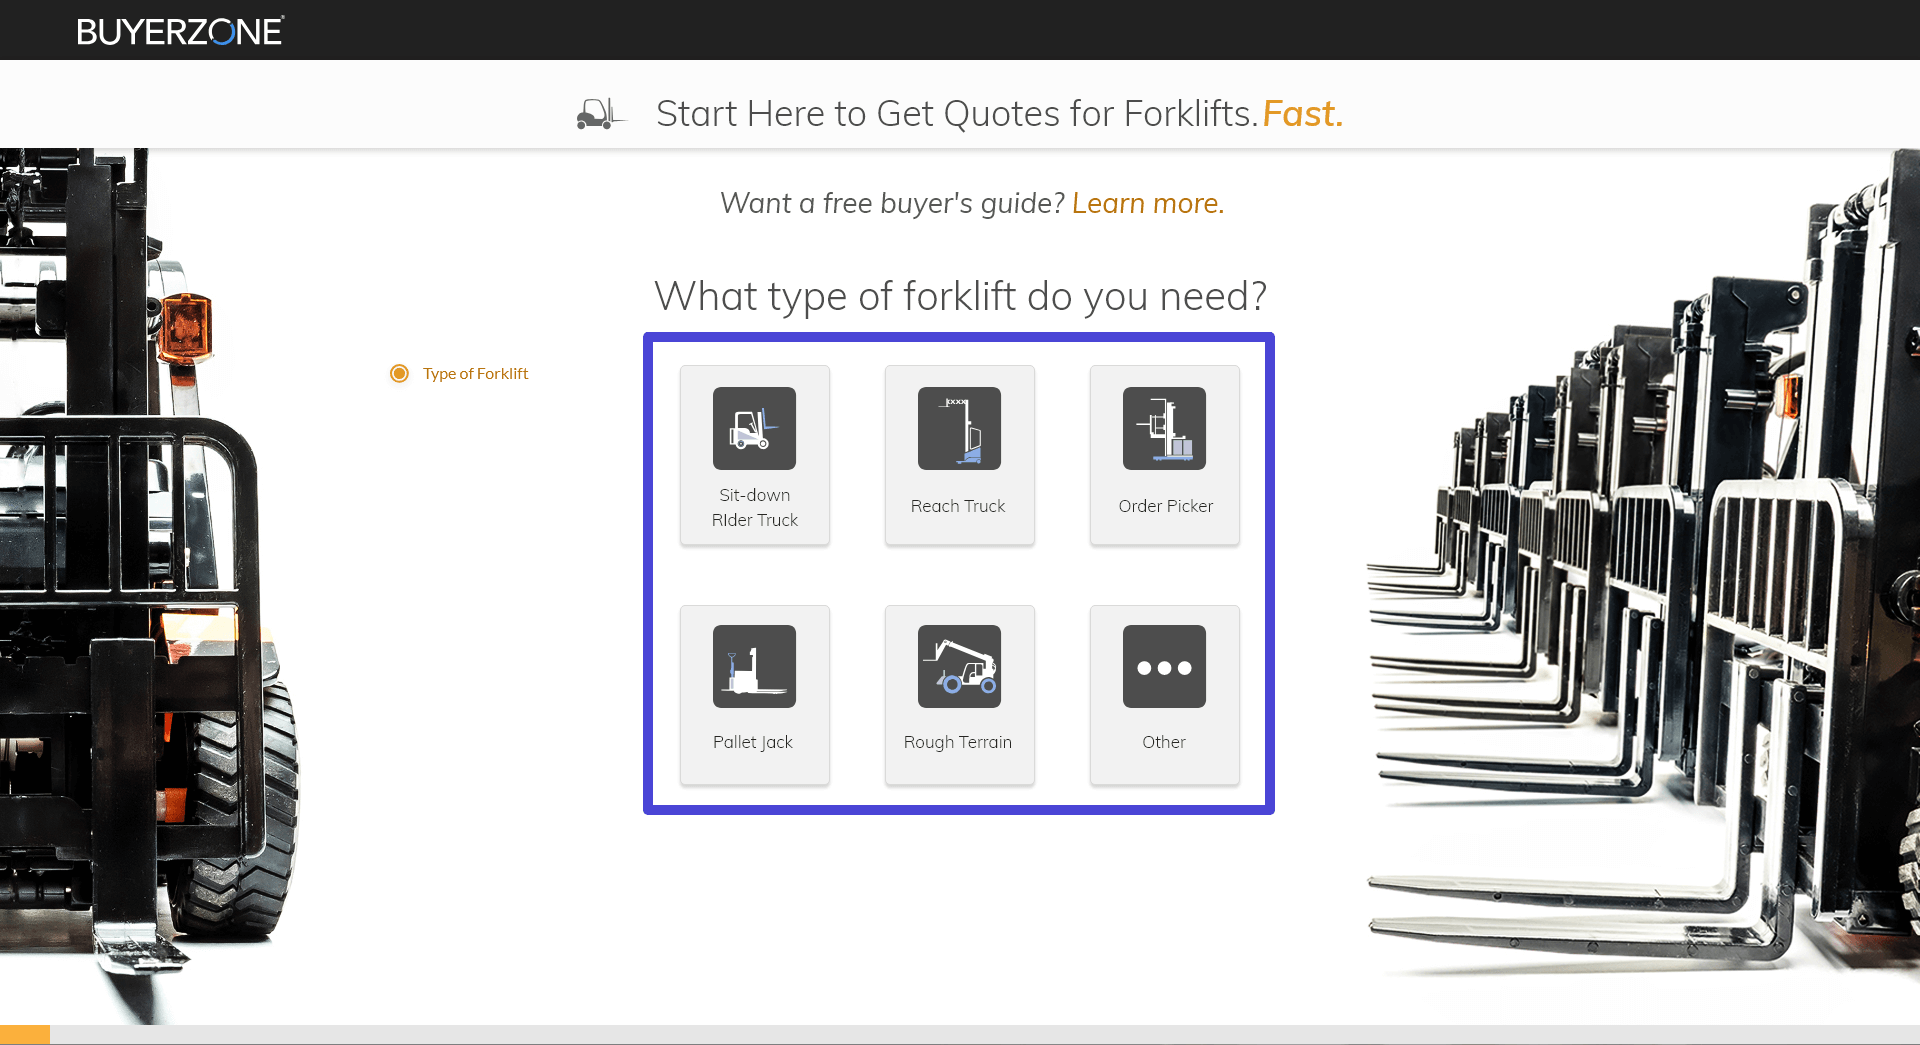 BUYERZONE®
Start Here to Get Quotes for Forklifts. Fast.
Want a free buyer's guide? Learn more.
What type of forklift do you need?
Type of Forklift
Sit-down
RIder Truck
Reach Truck
Order Picker
Pallet Jack
Rough Terrain
Other